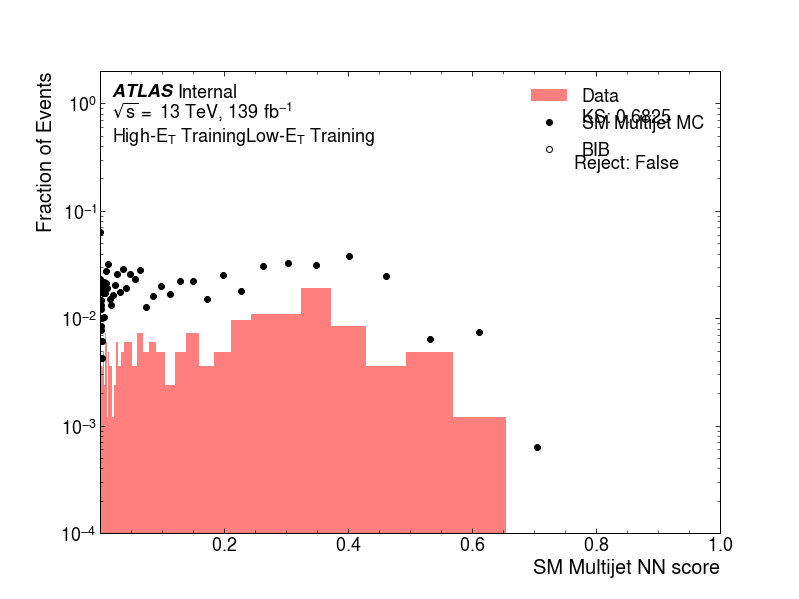 ATLAS Internal
√s = 13 TeV, 139 fb⁻¹
High-E_T TrainingLow-E_T Training
Data
KS: 0.6825
SM Multijet MC
BIB
Reject: False
Fraction of Events
10⁰
10⁻¹
10⁻²
10⁻³
10⁻⁴
0.2 0.4 0.6 0.8 1.0
SM Multijet NN score